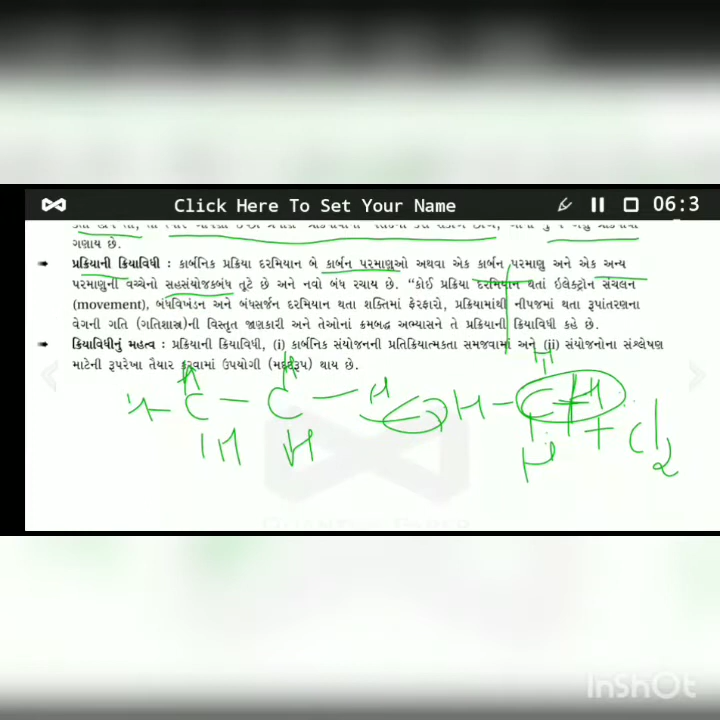 Click Here To Set Your Name 06:3
ગણાય છે.
➡ પ્રક્રિયાની ક્રિયાવિધી : કાર્બનિક પ્રક્રિયા દરમિયાન બે કાર્બન પરમાણુઓ અથવા એક કાર્બન પરમાણુ અને એક અન્ય
પરમાણુની વચ્ચેનો સહસંયોજકબંધ તુટે છે અને નવો બંધ રચાય છે. “કોઈ પ્રક્રિયા દરમિયાન થતાં ઇલેક્ટ્રોન સંચલન
(movement), બંધવિખંડન અને બંધસર્જન દરમિયાન થતા શક્તિમાં ફેરફારો, પ્રક્રિયામાંથી નીપજમાં થતા રૂપાંતરણના
વેગની ગતિ (ગતિશાસ્ત્ર)ની વિસ્તૃત જાણકારી અને તેઓનાં ક્રમબદ્ધ અભ્યાસને તે પ્રક્રિયાની ક્રિયાવિધી કહે છે.
➡ ક્રિયાવિધીનું મહત્વ : પ્રક્રિયાની ક્રિયાવિધી, (i) કાર્બનિક સંયોજનની પ્રતિક્રિયાત્મકતા સમજવામાં અને (ii) સંયોજનોના સંશ્લેષણ
માટેની રૂપરેખા તૈયાર કરવામાં ઉપયોગી (મદદરૂપ) થાય છે.
H H H
C – C – H H – C – H
H H H + Cl2
InShOt